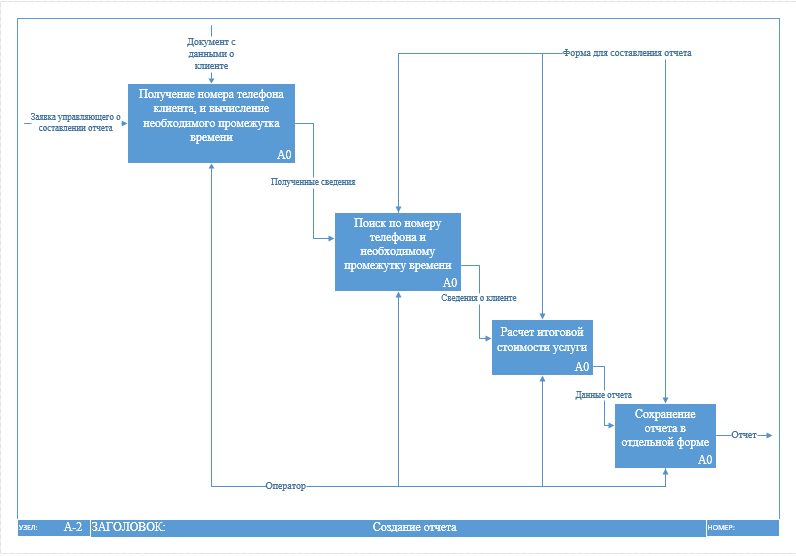 Документ с
данными о
клиенте
Форма для составления отчета
Заявка управляющего о
составлении отчета
Получение номера телефона
клиента, и вычисление
необходимого промежутка
времени
A0
Полученные сведения
Поиск по номеру
телефона и
необходимому
промежутку времени
A0
Сведения о клиенте
Расчет итоговой
стоимости услуги
A0
Данные отчета
Сохранение
отчета в
отдельной форме
A0
Отчет
Оператор
УЗЕЛ: A-2 ЗАГОЛОВОК: Создание отчета НОМЕР: